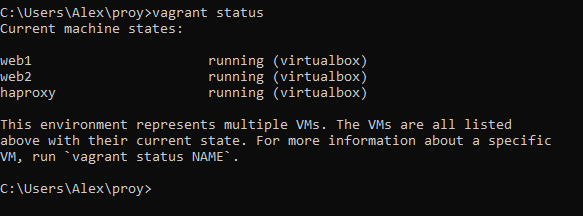 C:\Users\Alex\proy>vagrant status
Current machine states:
web1                      running (virtualbox)
web2                      running (virtualbox)
haproxy                   running (virtualbox)
This environment represents multiple VMs. The VMs are all listed
above with their current state. For more information about a specific
VM, run `vagrant status NAME`.
C:\Users\Alex\proy>